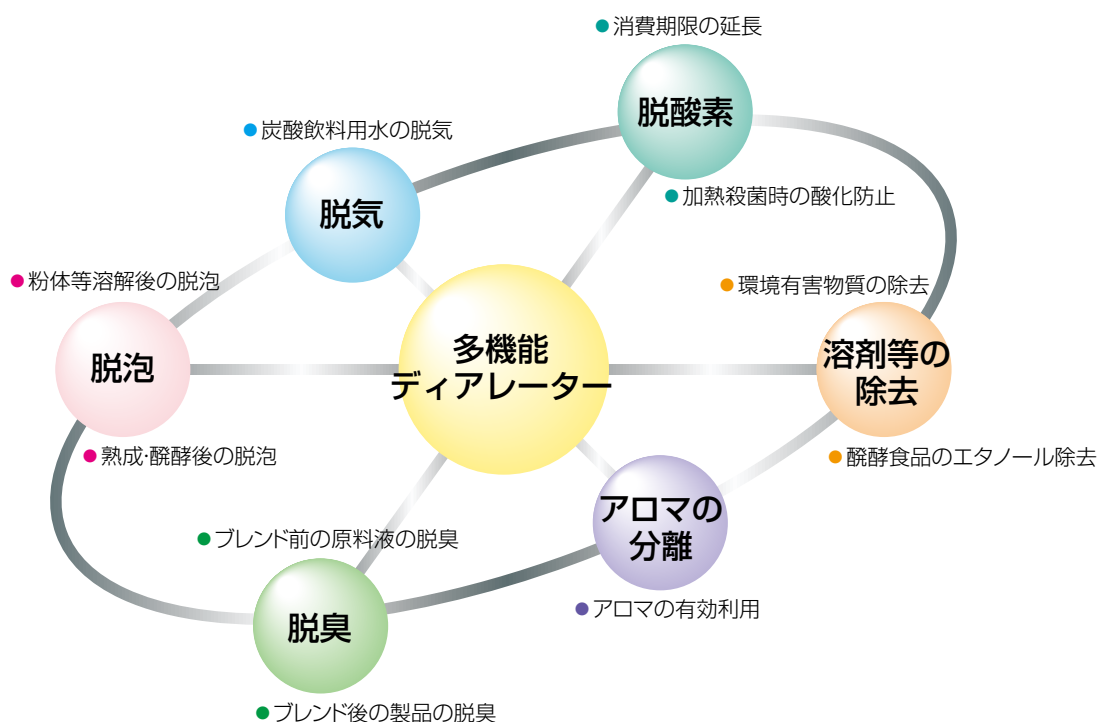 ●消費期限の延長
脱酸素
●炭酸飲料用水の脱気
脱気
●加熱殺菌時の酸化防止
●粉体等溶解後の脱泡
●環境有害物質の除去
脱泡
多機能
ディアレーター
溶剤等の
除去
●熟成・醗酵後の脱泡
●醗酵食品のエタノール除去
アロマの
分離
●ブレンド前の原料液の脱臭
●アロマの有効利用
脱臭
●ブレンド後の製品の脱臭